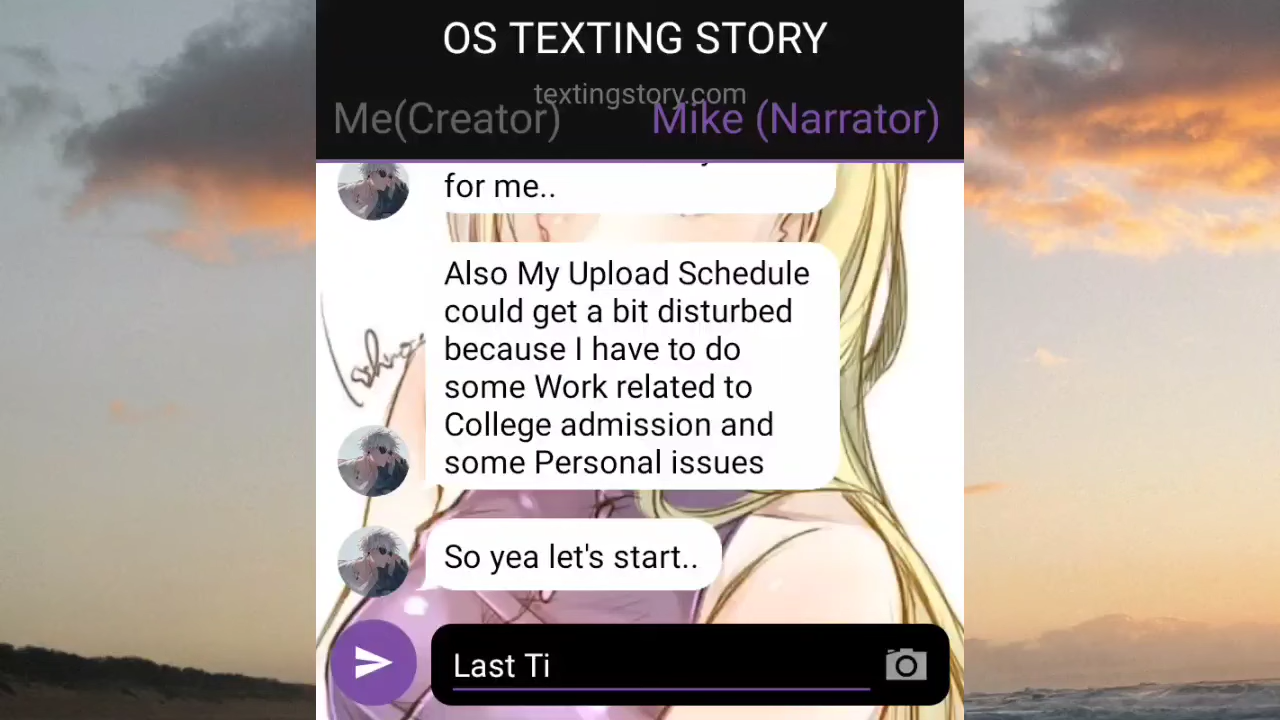 OS TEXTING STORY
textingstory.com
Me(Creator)
Mike (Narrator)
for me..
Also My Upload Schedule
could get a bit disturbed
because I have to do
some Work related to
College admission and
some Personal issues
So yea let's start..
Last Ti